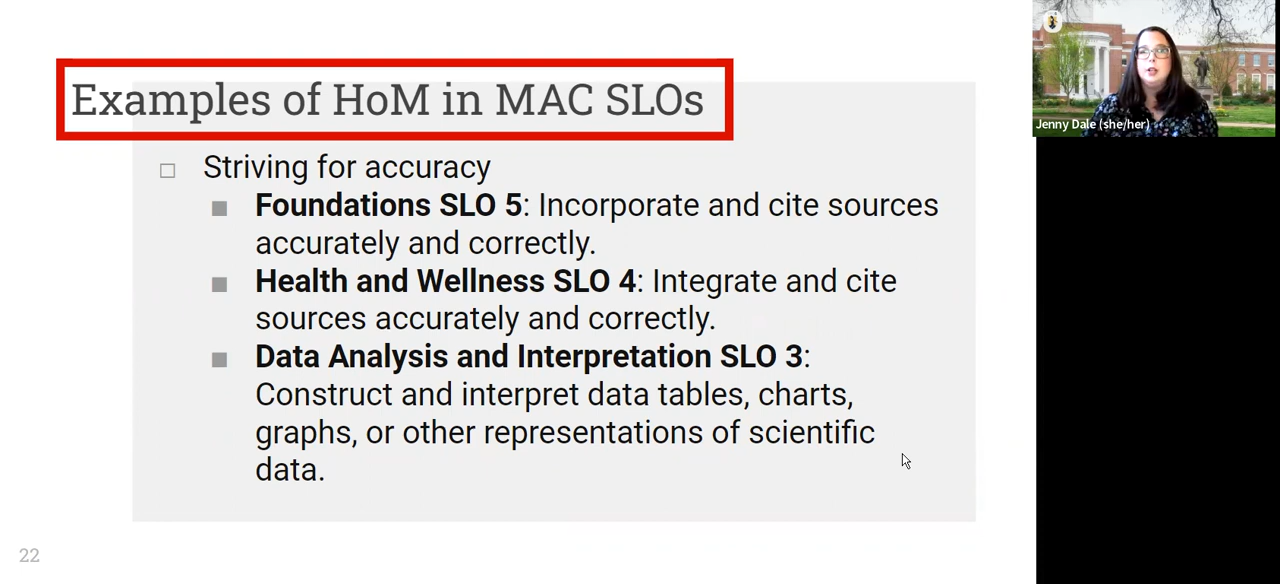 Examples of HoM in MAC SLOs
Striving for accuracy
Foundations SLO 5: Incorporate and cite sources
accurately and correctly.
Health and Wellness SLO 4: Integrate and cite
sources accurately and correctly.
Data Analysis and Interpretation SLO 3:
Construct and interpret data tables, charts,
graphs, or other representations of scientific
data.
22
Jenny Dale (she/her)